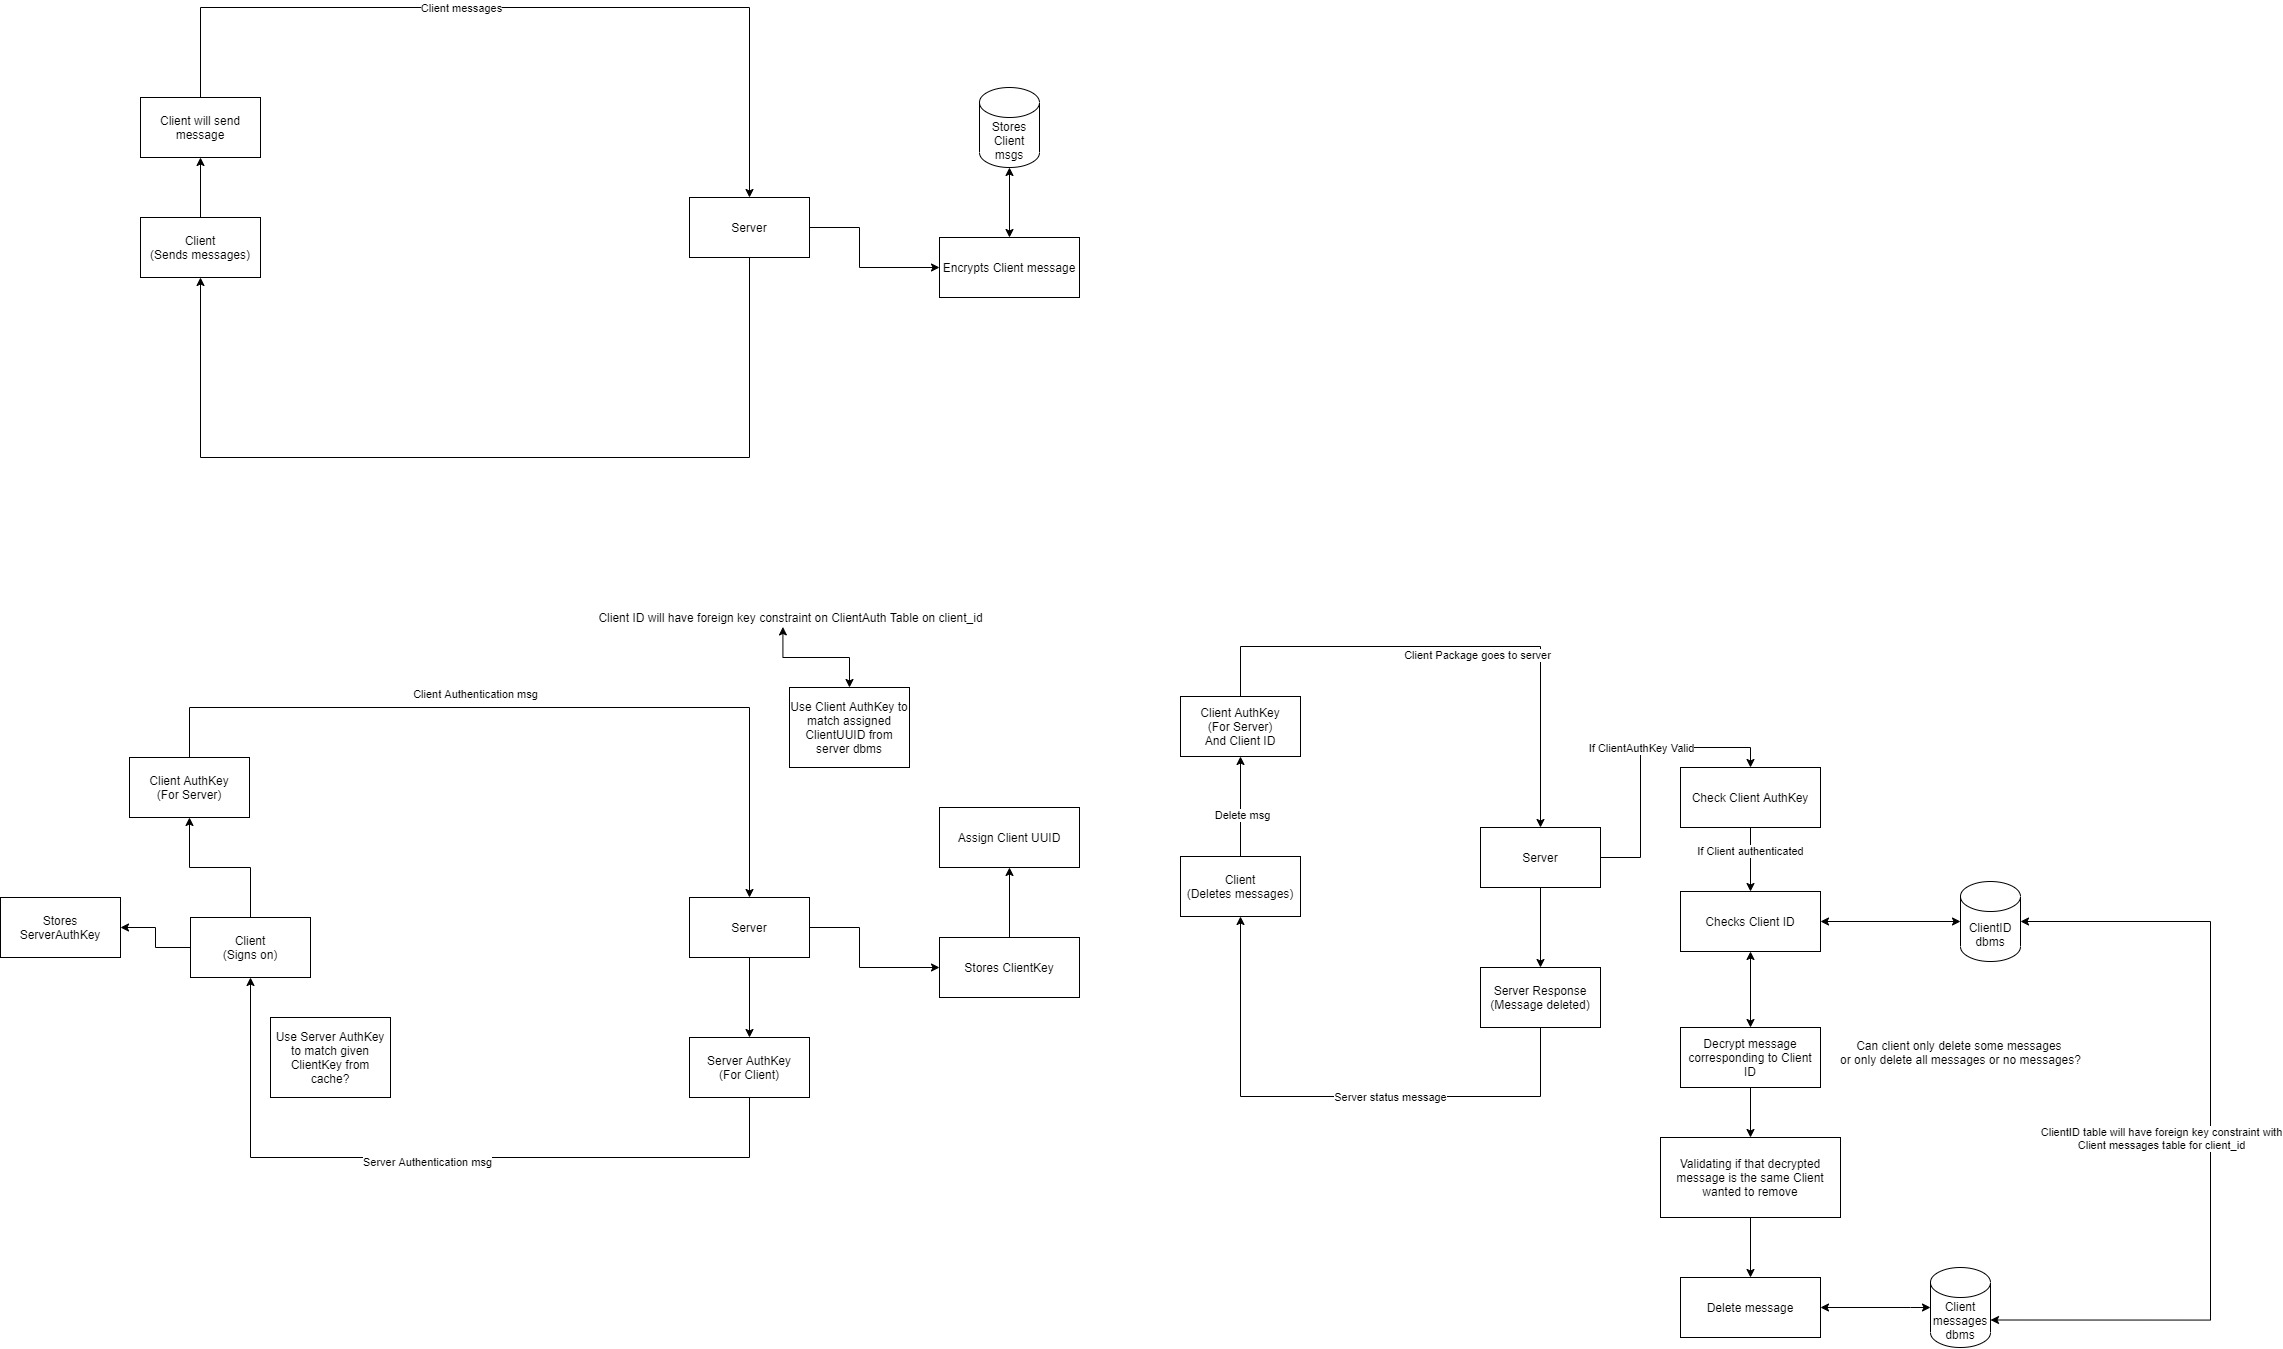 Client messages
Client will send
message
Client
(Sends messages)
Server
Stores
Client
msgs
Encrypts Client message
Client ID will have foreign key constraint on ClientAuth Table on client_id
Use Client AuthKey to
match assigned
ClientUUID from
server dbms
Client Authentication msg
Client AuthKey
(For Server)
Stores
ServerAuthKey
Client
(Signs on)
Use Server AuthKey
to match given
ClientKey from
cache?
Server
Assign Client UUID
Stores ClientKey
Server AuthKey
(For Client)
Server Authentication msg
Client Package goes to server
Client AuthKey
(For Server)
And Client ID
Delete msg
Client
(Deletes messages)
Server
Server Response
(Message deleted)
Server status message
If ClientAuthKey Valid
Check Client AuthKey
If Client authenticated
Checks Client ID
ClientID
dbms
Decrypt message
corresponding to Client
ID
Can client only delete some messages
or only delete all messages or no messages?
ClientID table will have foreign key constraint with
Client messages table for client_id
Validating if that decrypted
message is the same Client
wanted to remove
Delete message
Client
messages
dbms